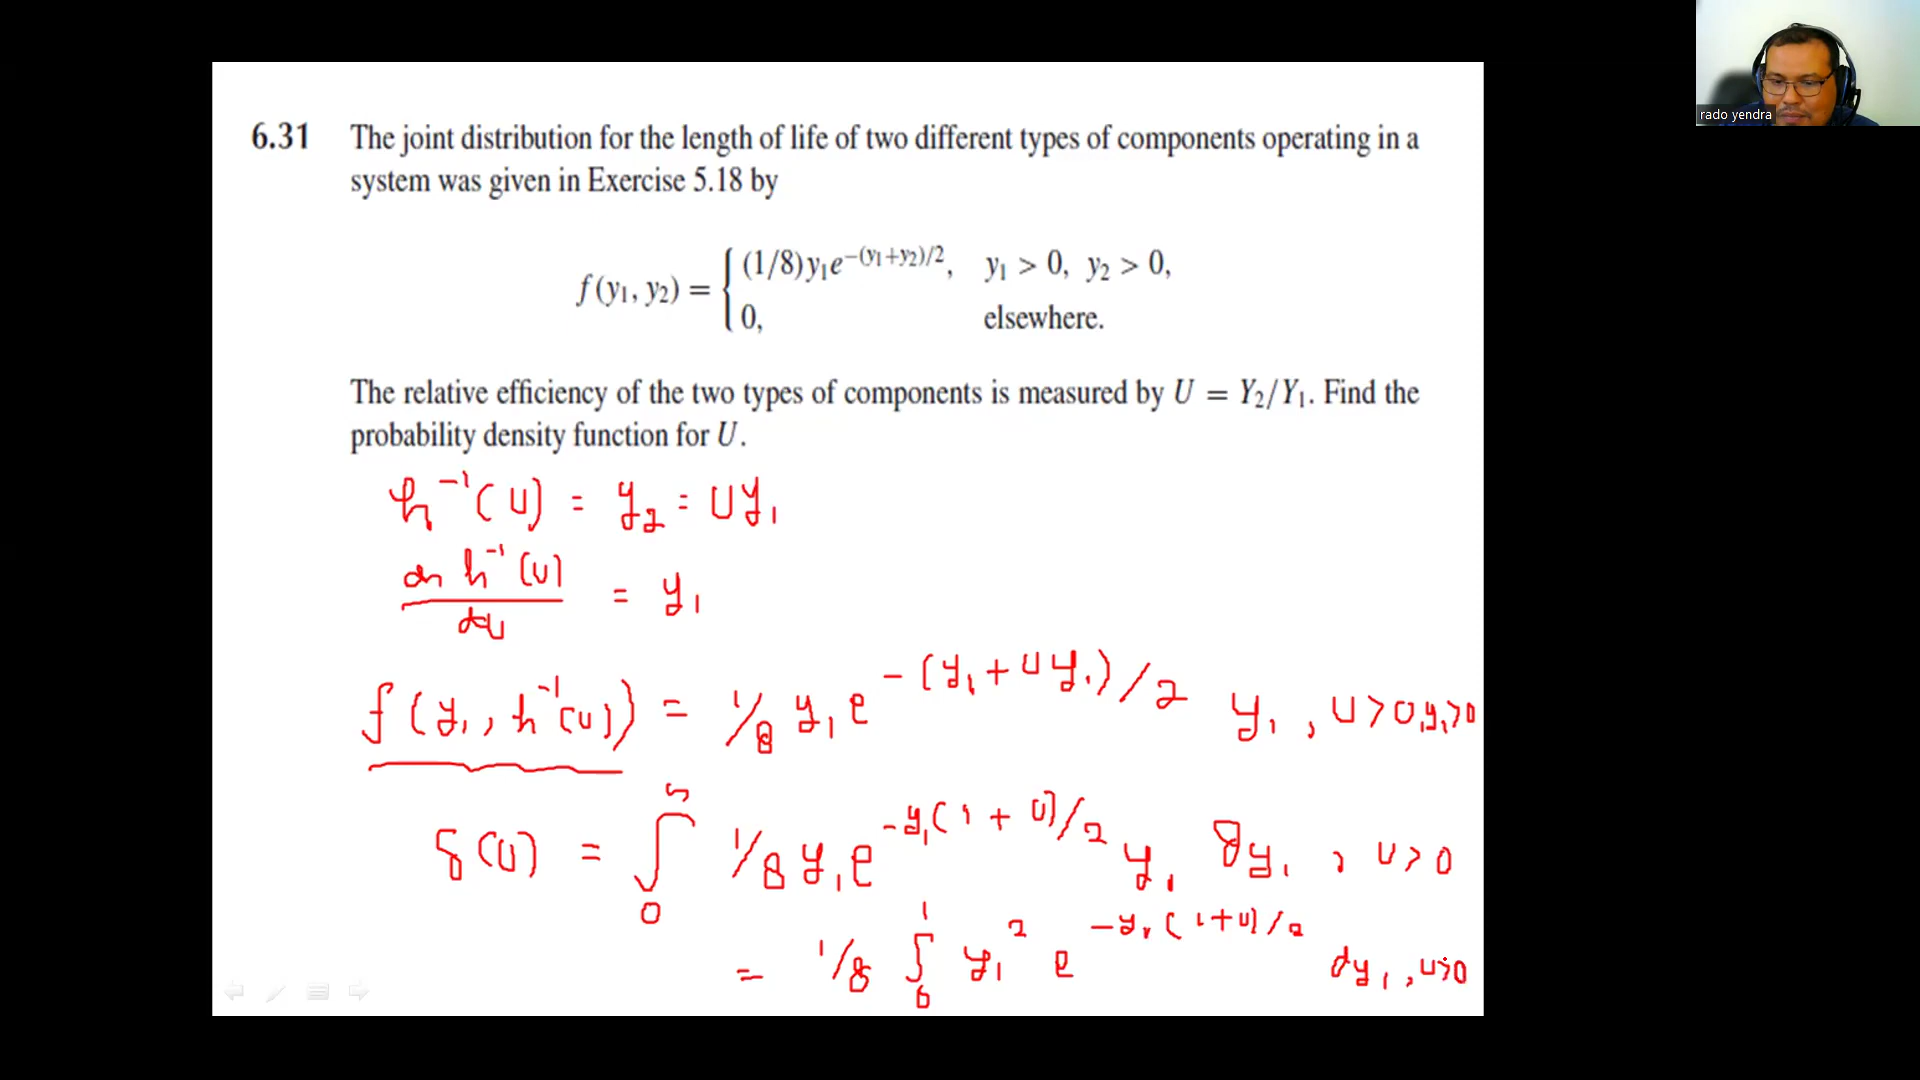 rado yendra
6.31 The joint distribution for the length of life of two different types of components operating in a
system was given in Exercise 5.18 by
f(y₁, y₂) = { (1/8)y₁e^−(y₁+y₂)/2, y₁ > 0, y₂ > 0,
0, elsewhere.
The relative efficiency of the two types of components is measured by U = Y₂/Y₁. Find the
probability density function for U.
h⁻¹(u) = y₂ = uy₁
h⁻¹(u)
= y₁
du
f(y₁, h⁻¹(u)) = 1/8 y₁ e^−(y₁+uy₁)/2 y₁, u>0, y₁>0
(u) = ∫₀ 1/8 y₁e^−y₁(1+u)/2 y₁ dy₁, u>0
= 1/8 ∫₀¹ y₁² e^−y₁(1+u)/2 dy₁, u>0